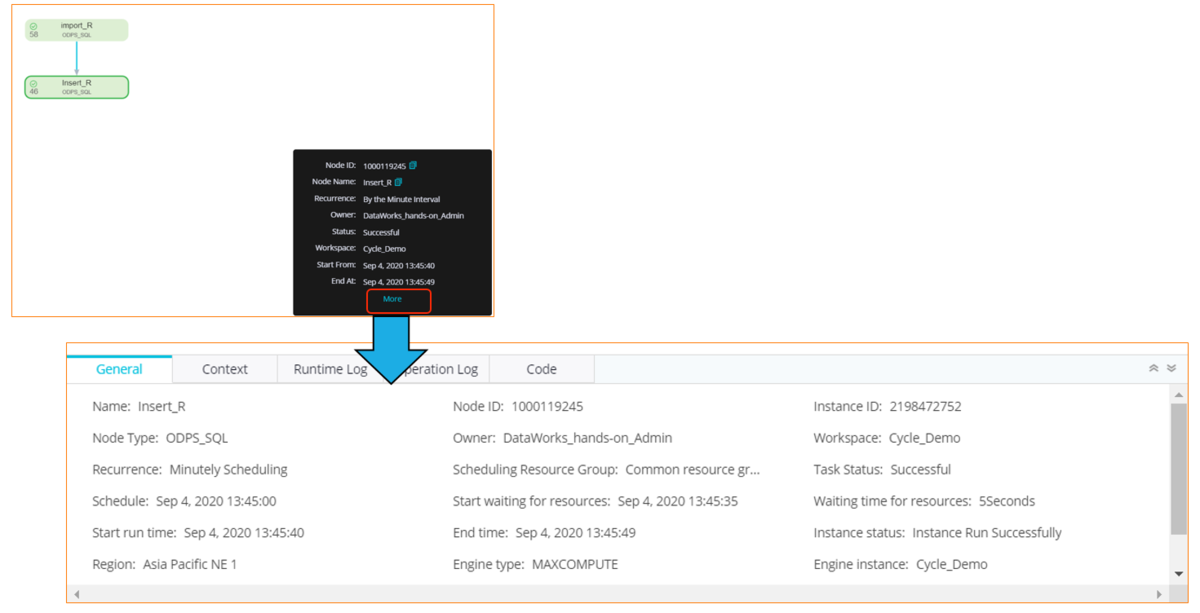 import_R
58 ODPS_SQL
Insert_R
46 ODPS_SQL
Node ID: 1000119245
Node Name: Insert_R
Recurrence: By the Minute Interval
Owner: DataWorks_hands-on_Admin
Status: Successful
Workspace: Cycle_Demo
Start From: Sep 4, 2020 13:45:40
End At: Sep 4, 2020 13:45:49
More
General Context Runtime Log peration Log Code
Name: Insert_R Node ID: 1000119245 Instance ID: 2198472752
Node Type: ODPS_SQL Owner: DataWorks_hands-on_Admin Workspace: Cycle_Demo
Recurrence: Minutely Scheduling Scheduling Resource Group: Common resource gr... Task Status: Successful
Schedule: Sep 4, 2020 13:45:00 Start waiting for resources: Sep 4, 2020 13:45:35 Waiting time for resources: 5Seconds
Start run time: Sep 4, 2020 13:45:40 End time: Sep 4, 2020 13:45:49 Instance status: Instance Run Successfully
Region: Asia Pacific NE 1 Engine type: MAXCOMPUTE Engine instance: Cycle_Demo